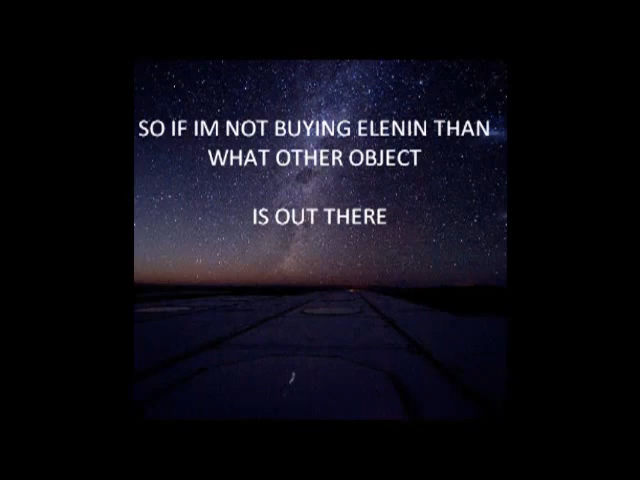 SO IF IM NOT BUYING ELENIN THAN
WHAT OTHER OBJECT
IS OUT THERE